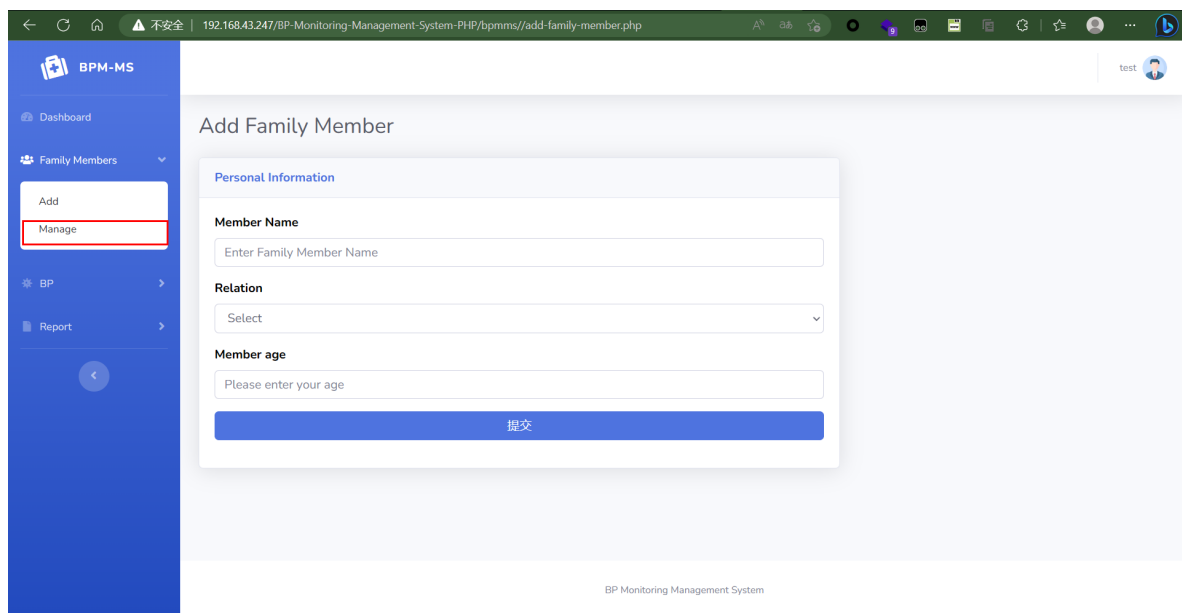 不安全 192.168.43.247/BP-Monitoring-Management-System-PHP/bpmms//add-family-member.php
9
BPM-MS
test
Dashboard
Add Family Member
Family Members
Personal Information
Add
Member Name
Manage
Enter Family Member Name
BP
Relation
Select
Report
Member age
Please enter your age
提交
BP Monitoring Management System